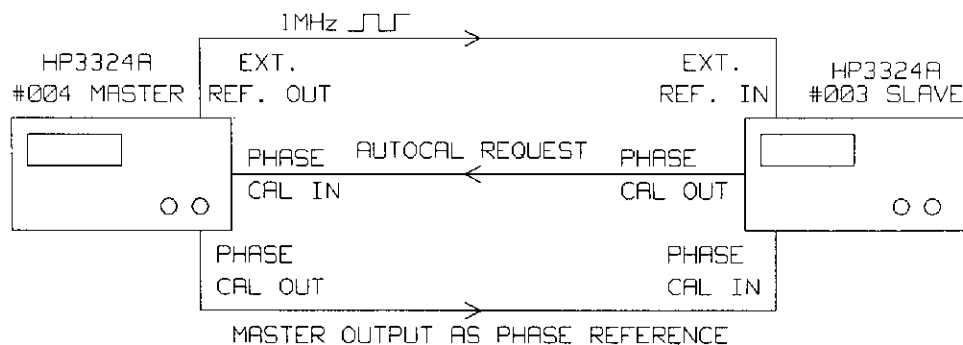 1MHz
HP3324A
#004 MASTER
EXT.
REF. OUT
EXT.
REF. IN
HP3324A
#003 SLAVE
PHASE
CAL IN
AUTOCAL REQUEST
PHASE
CAL OUT
PHASE
CAL OUT
PHASE
CAL IN
MASTER OUTPUT AS PHASE REFERENCE